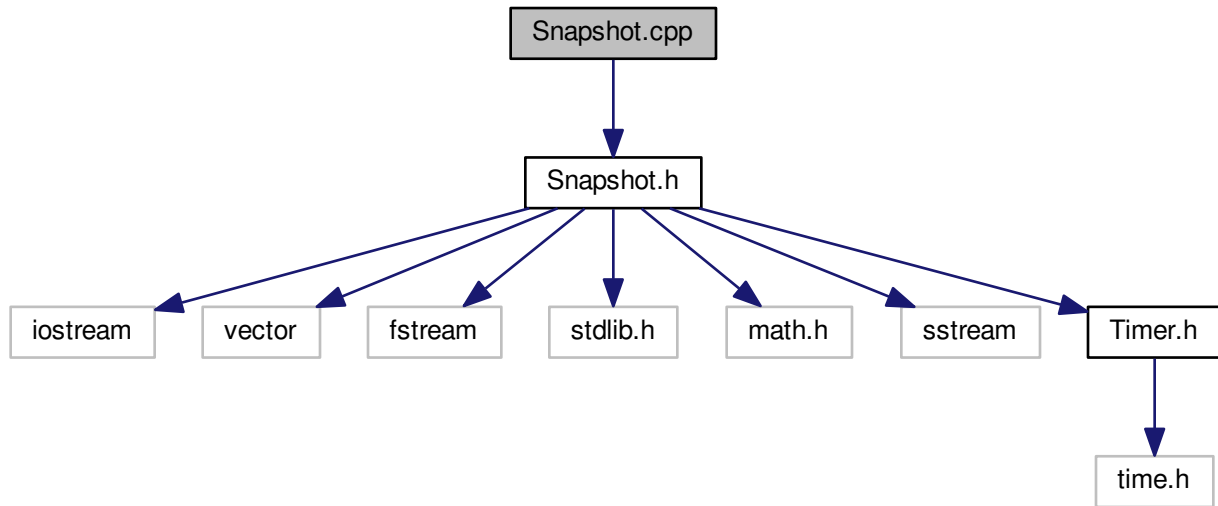 Snapshot.cpp
Snapshot.h
iostream
vector
fstream
stdlib.h
math.h
sstream
Timer.h
time.h